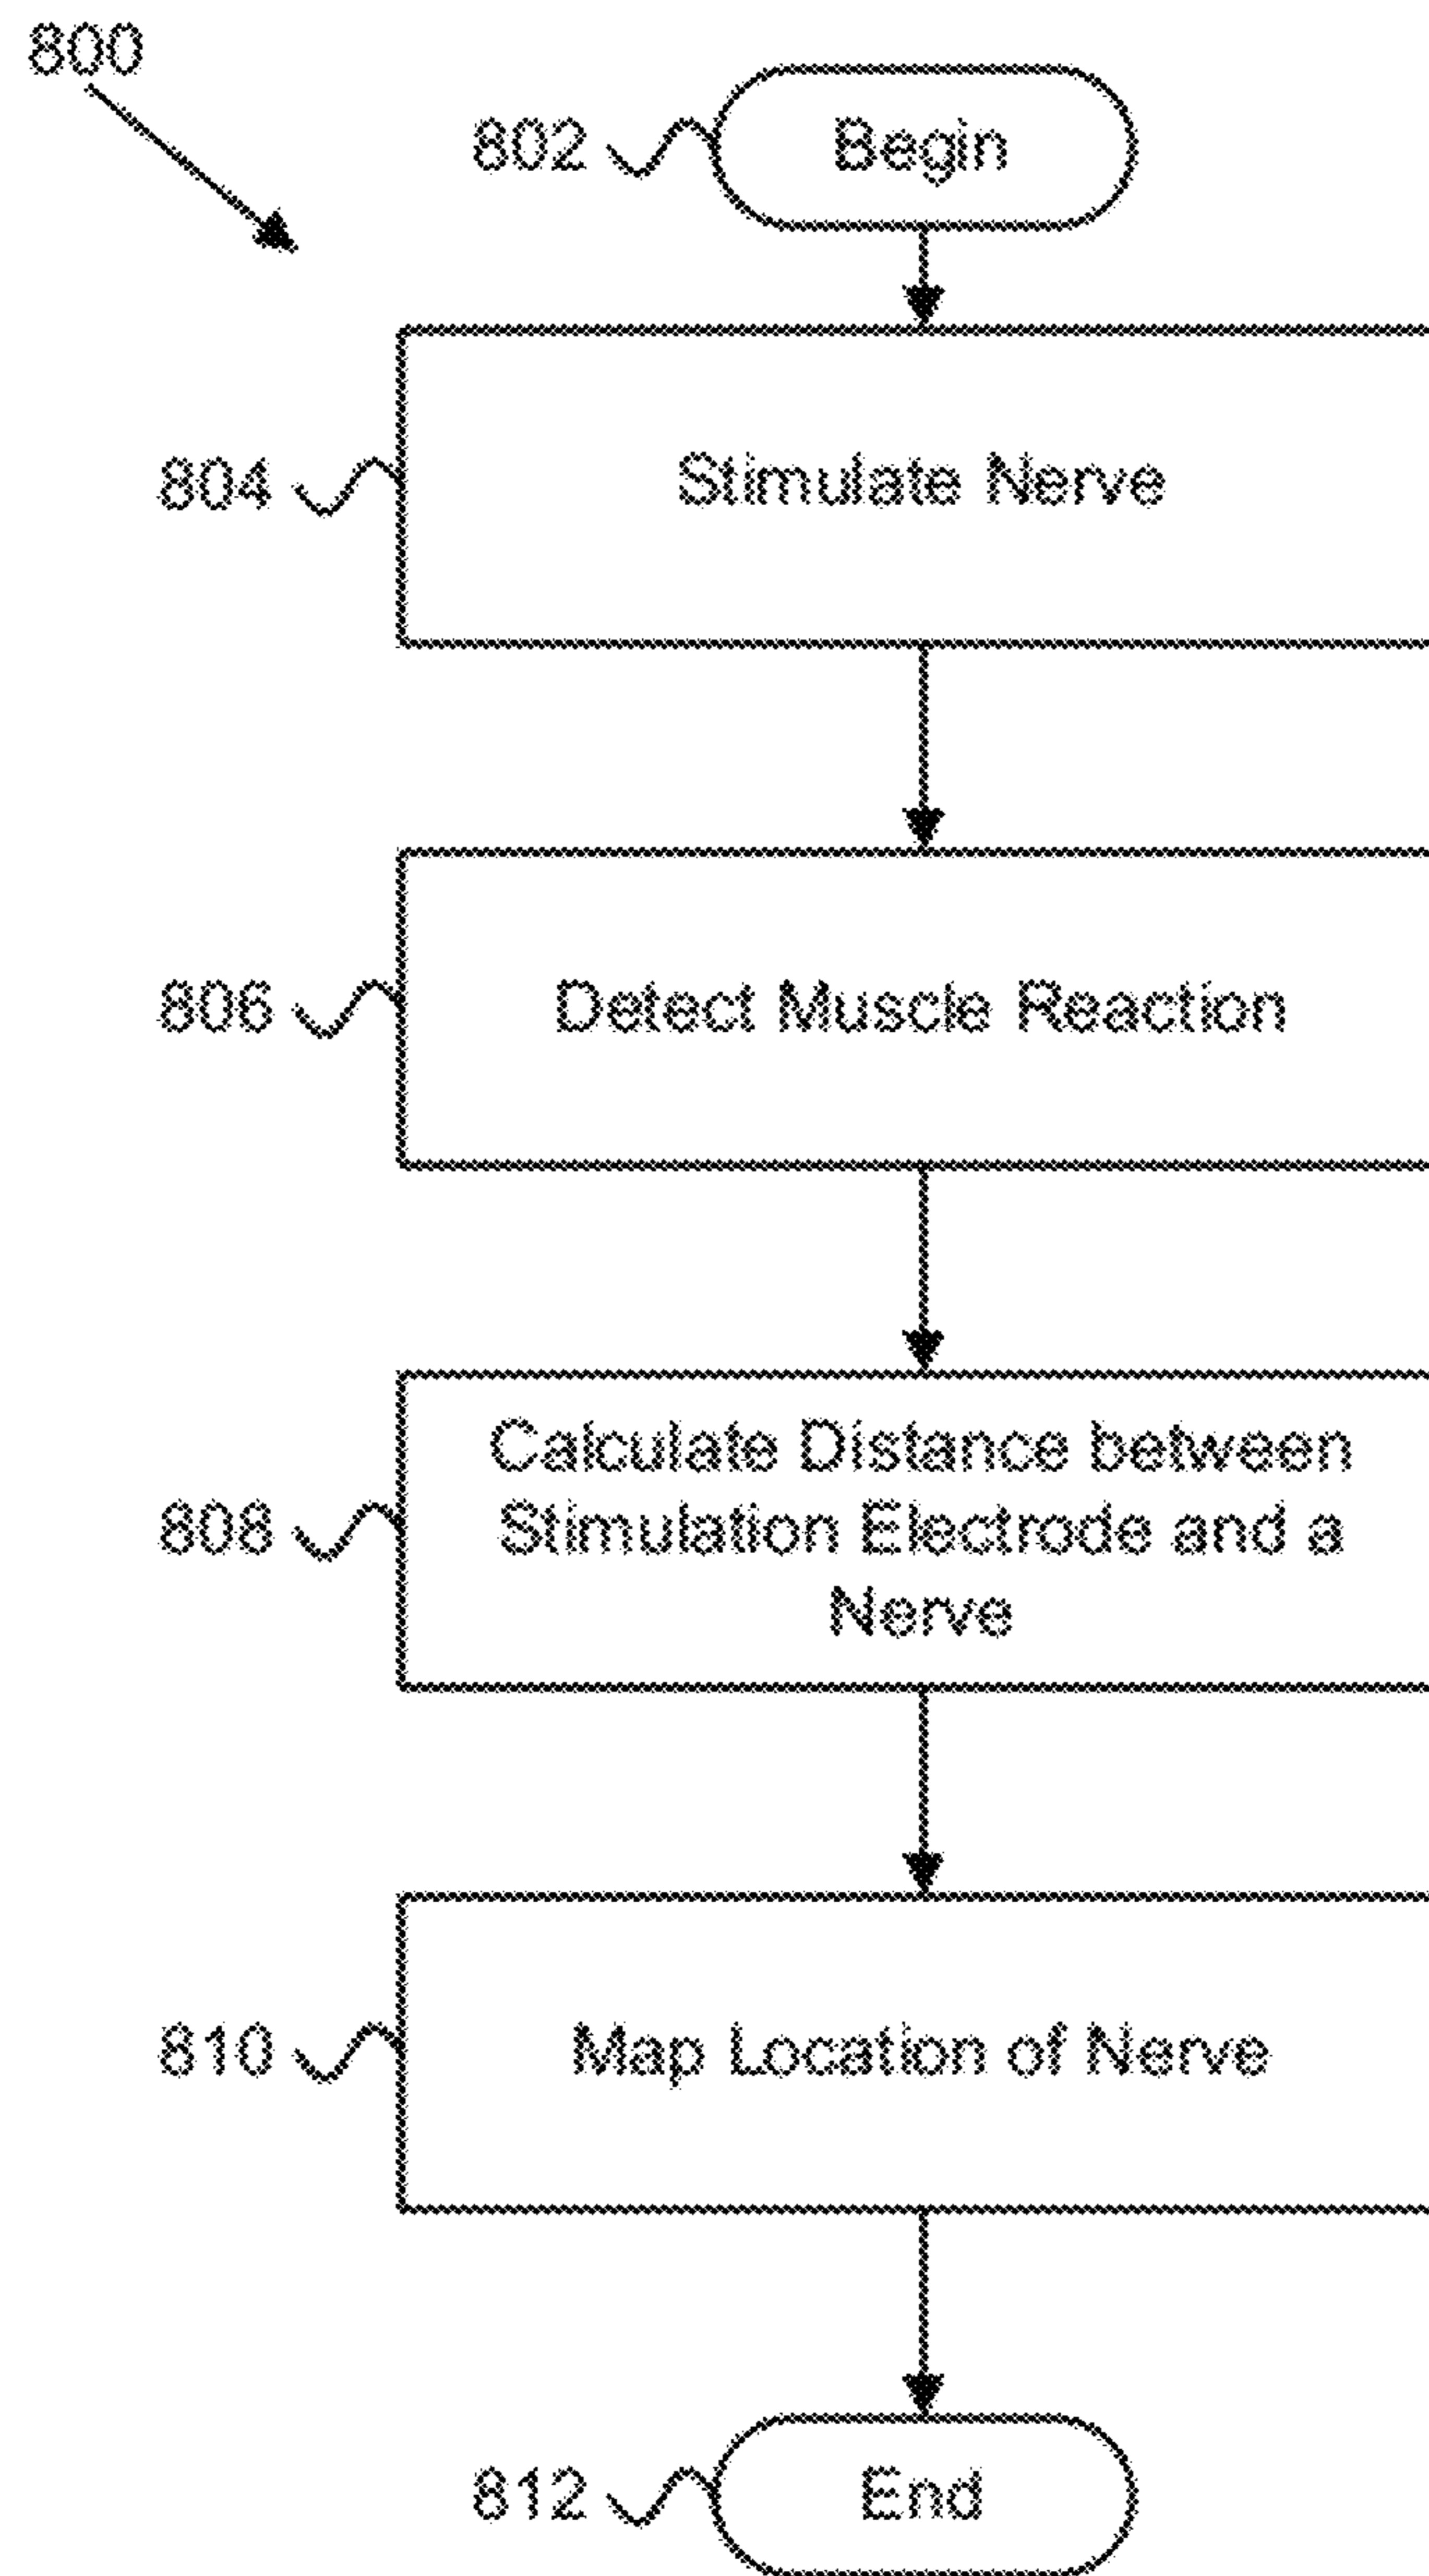 800
802 Begin
804 Stimulate Nerve
806 Detect Muscle Reaction
Calculate Distance between
808 Stimulation Electrode and a
Nerve
810 Map Location of Nerve
812 End